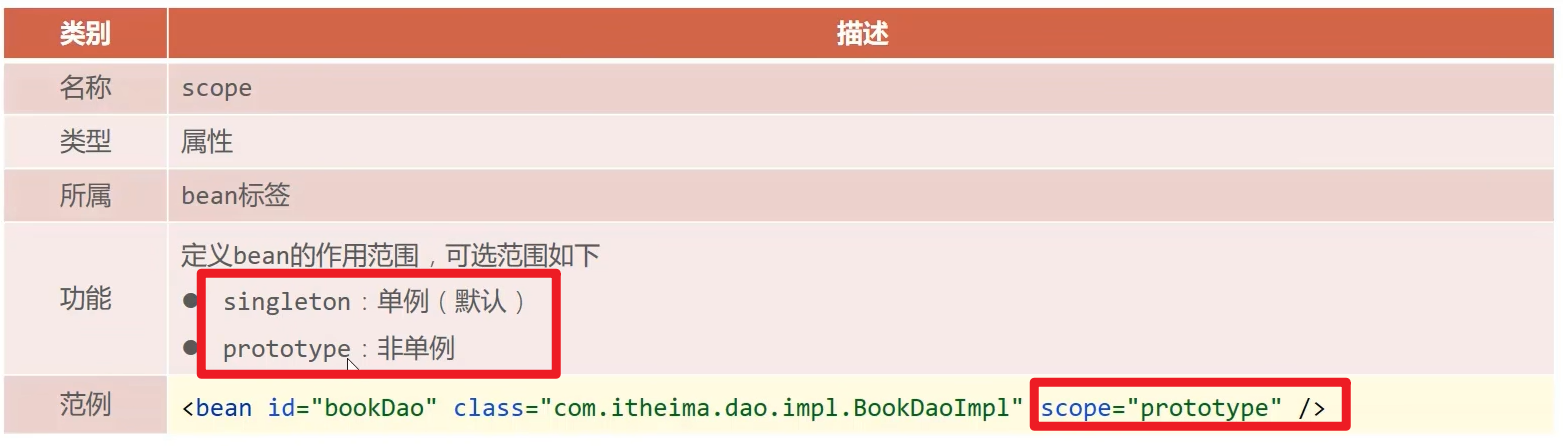 类别 描述
名称 scope
类型 属性
所属 bean标签
功能 定义bean的作用范围，可选范围如下
● singleton：单例（默认）
● prototype：非单例
范例 <bean id="bookDao" class="com.itheima.dao.impl.BookDaoImpl" scope="prototype" />